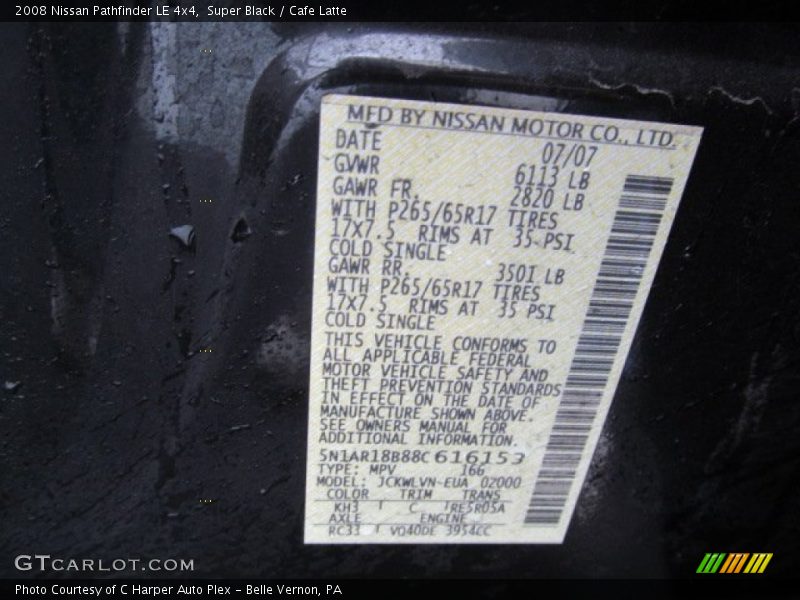 2008 Nissan Pathfinder LE 4x4,  Super Black / Cafe Latte
MFD BY NISSAN MOTOR CO., LTD.
DATE 07/07
GVWR 6113 LB
GAWR FR. 2820 LB
WITH P265/65R17 TIRES
17X7.5 RIMS AT 35 PSI
COLD SINGLE
GAWR RR. 3501 LB
WITH P265/65R17 TIRES
17X7.5 RIMS AT 35 PSI
COLD SINGLE
THIS VEHICLE CONFORMS TO
ALL APPLICABLE FEDERAL
MOTOR VEHICLE SAFETY AND
THEFT PREVENTION STANDARDS
IN EFFECT ON THE DATE OF
MANUFACTURE SHOWN ABOVE.
SEE OWNERS MANUAL FOR
ADDITIONAL INFORMATION.
5N1AR18B88C616153
TYPE: MPV 166
MODEL: JCKWLVN-EUA 02000
COLOR TRIM TRANS
KH3 C RE5R05A
AXLE ENGINE
RC33 VQ40DE 3954CC
GTCARLOT.COM
Photo Courtesy of C Harper Auto Plex – Belle Vernon, PA